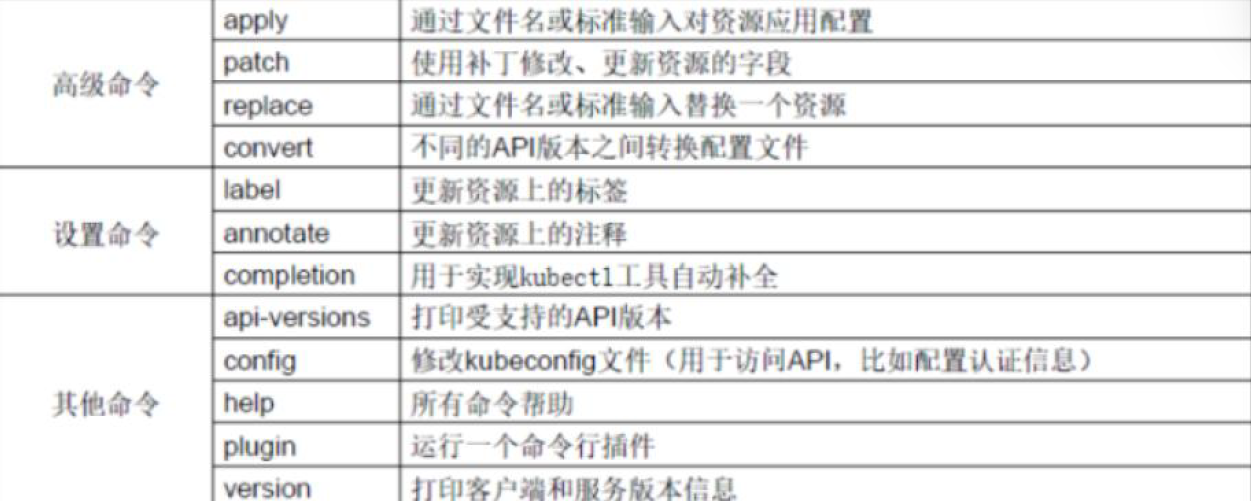 apply 通过文件名或标准输入对资源应用配置
高级命令 patch 使用补丁修改、更新资源的字段
replace 通过文件名或标准输入替换一个资源
convert 不同的API版本之间转换配置文件
label 更新资源上的标签
设置命令 annotate 更新资源上的注释
completion 用于实现kubectl工具自动补全
api-versions 打印受支持的API版本
config 修改kubeconfig文件（用于访问API，比如配置认证信息）
其他命令 help 所有命令帮助
plugin 运行一个命令行插件
version 打印客户端和服务版本信息